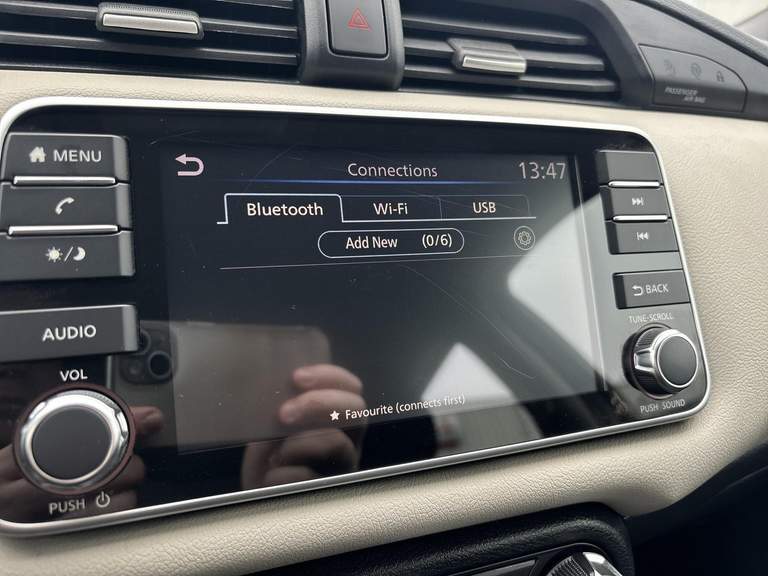 PASSENGER
AIR BAG
MENU
Connections
13:47
Bluetooth
Wi-Fi
USB
Add New (0/6)
BACK
AUDIO
TUNE·SCROLL
VOL
Favourite (connects first)
PUSH SOUND
PUSH